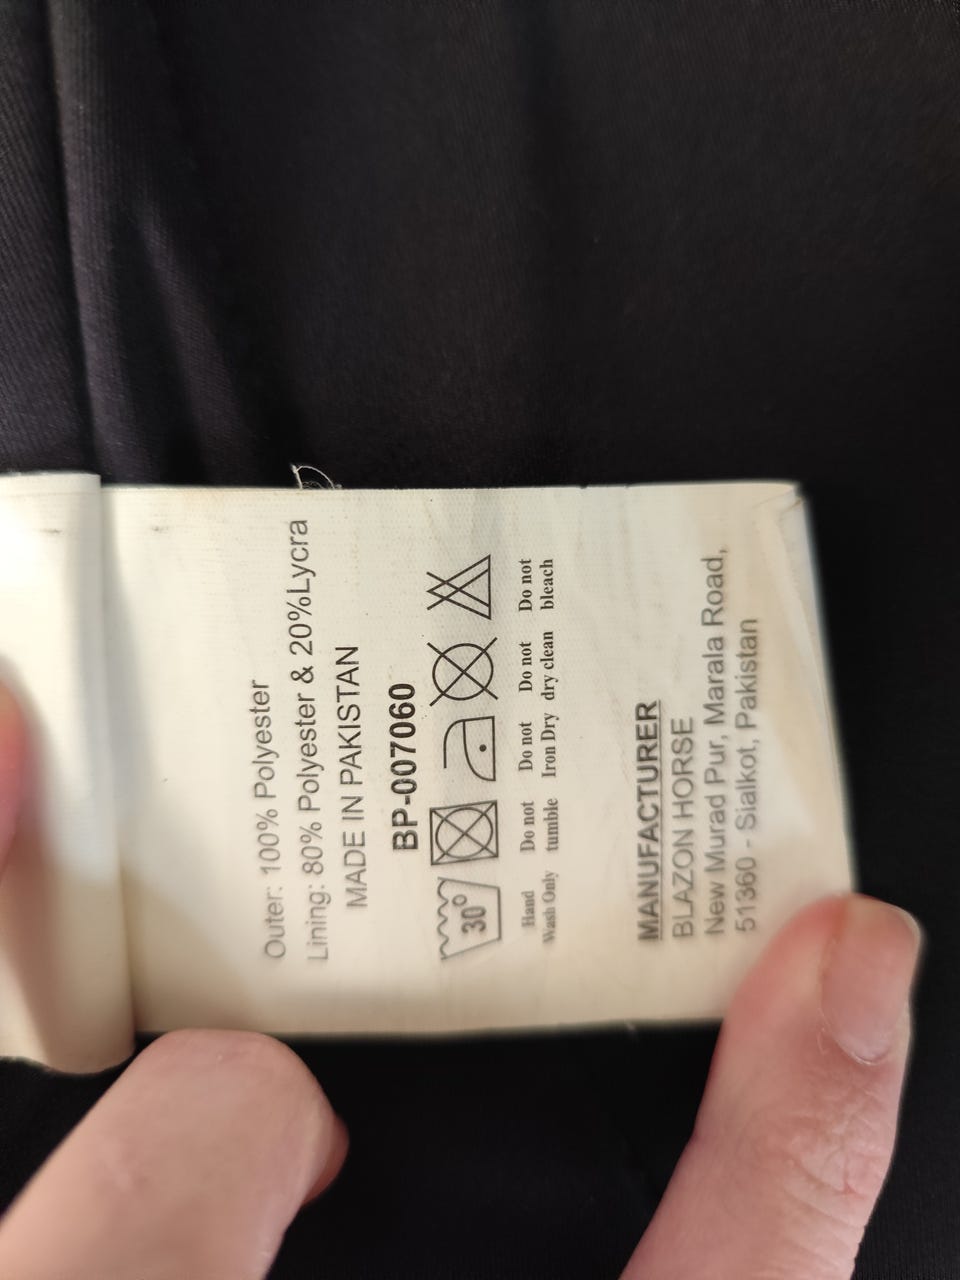 Outer: 100% Polyester
Lining: 80% Polyester & 20%Lycra
MADE IN PAKISTAN
BP-007060
30°
Hand Wash Only
Do not tumble
Do not Iron Dry
Do not dry clean
Do not bleach
MANUFACTURER
BLAZON HORSE
New Murad Pur, Marala Road,
51360 - Sialkot, Pakistan